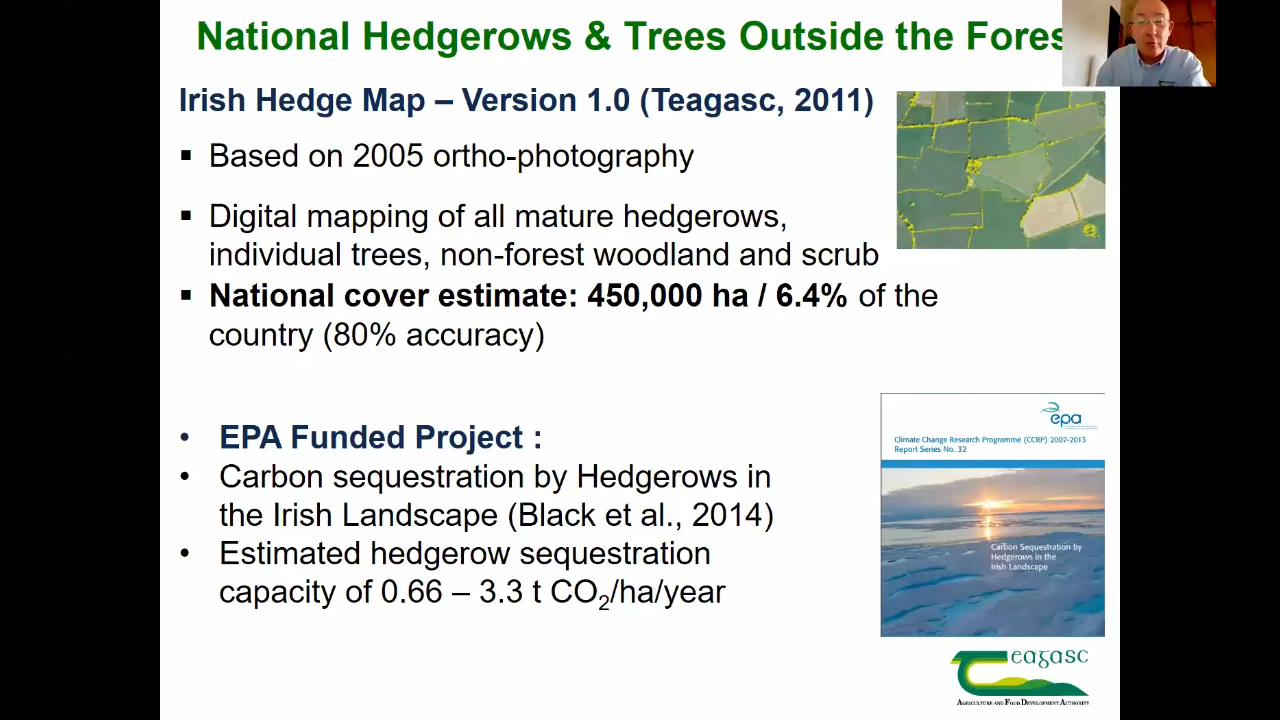 National Hedgerows & Trees Outside the Fores
Irish Hedge Map – Version 1.0 (Teagasc, 2011)
▪ Based on 2005 ortho-photography
▪ Digital mapping of all mature hedgerows,
individual trees, non-forest woodland and scrub
▪ National cover estimate: 450,000 ha / 6.4% of the
country (80% accuracy)
• EPA Funded Project :
• Carbon sequestration by Hedgerows in
the Irish Landscape (Black et al., 2014)
• Estimated hedgerow sequestration
capacity of 0.66 – 3.3 t CO₂/ha/year
epa
Climate Change Research Programme (CCRP) 2007-2013
Report Series No. 32
Carbon Sequestration by
Hedgerows in the
Irish Landscape
Teagasc
AGRICULTURE AND FOOD DEVELOPMENT AUTHORITY